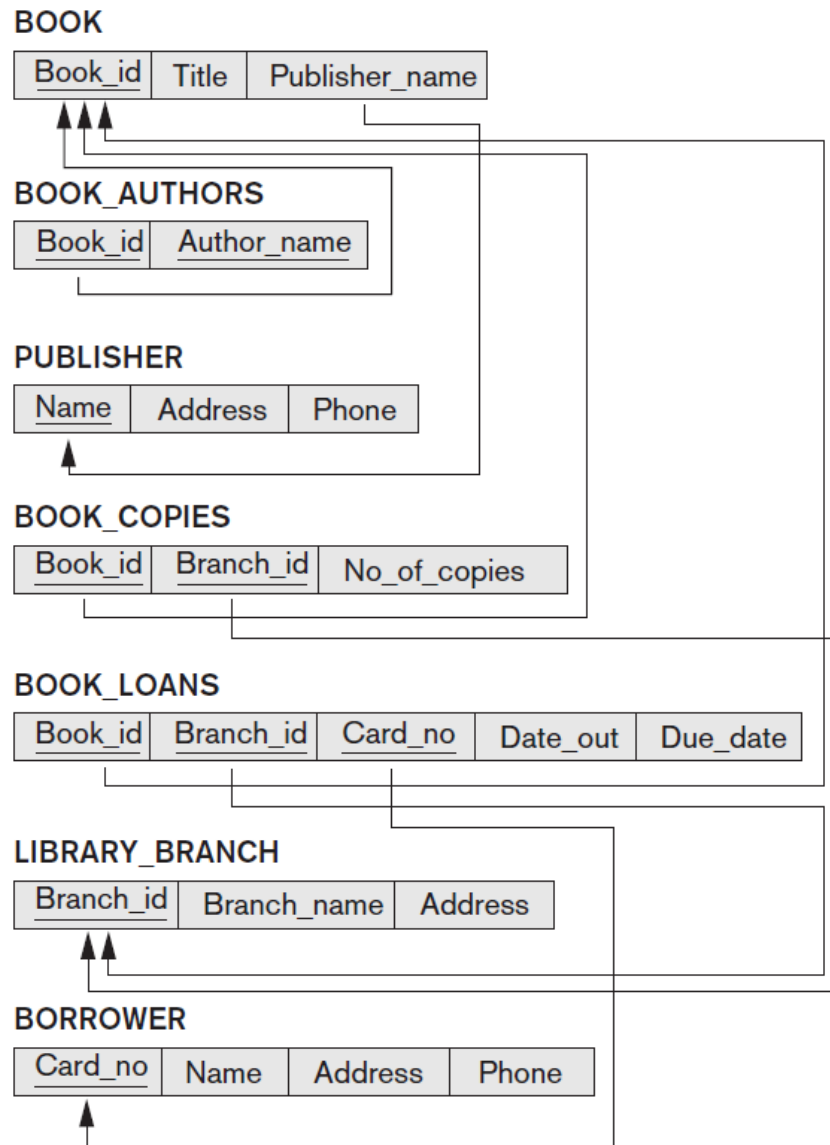 BOOK
Book_id Title Publisher_name
BOOK_AUTHORS
Book_id Author_name
PUBLISHER
Name Address Phone
BOOK_COPIES
Book_id Branch_id No_of_copies
BOOK_LOANS
Book_id Branch_id Card_no Date_out Due_date
LIBRARY_BRANCH
Branch_id Branch_name Address
BORROWER
Card_no Name Address Phone